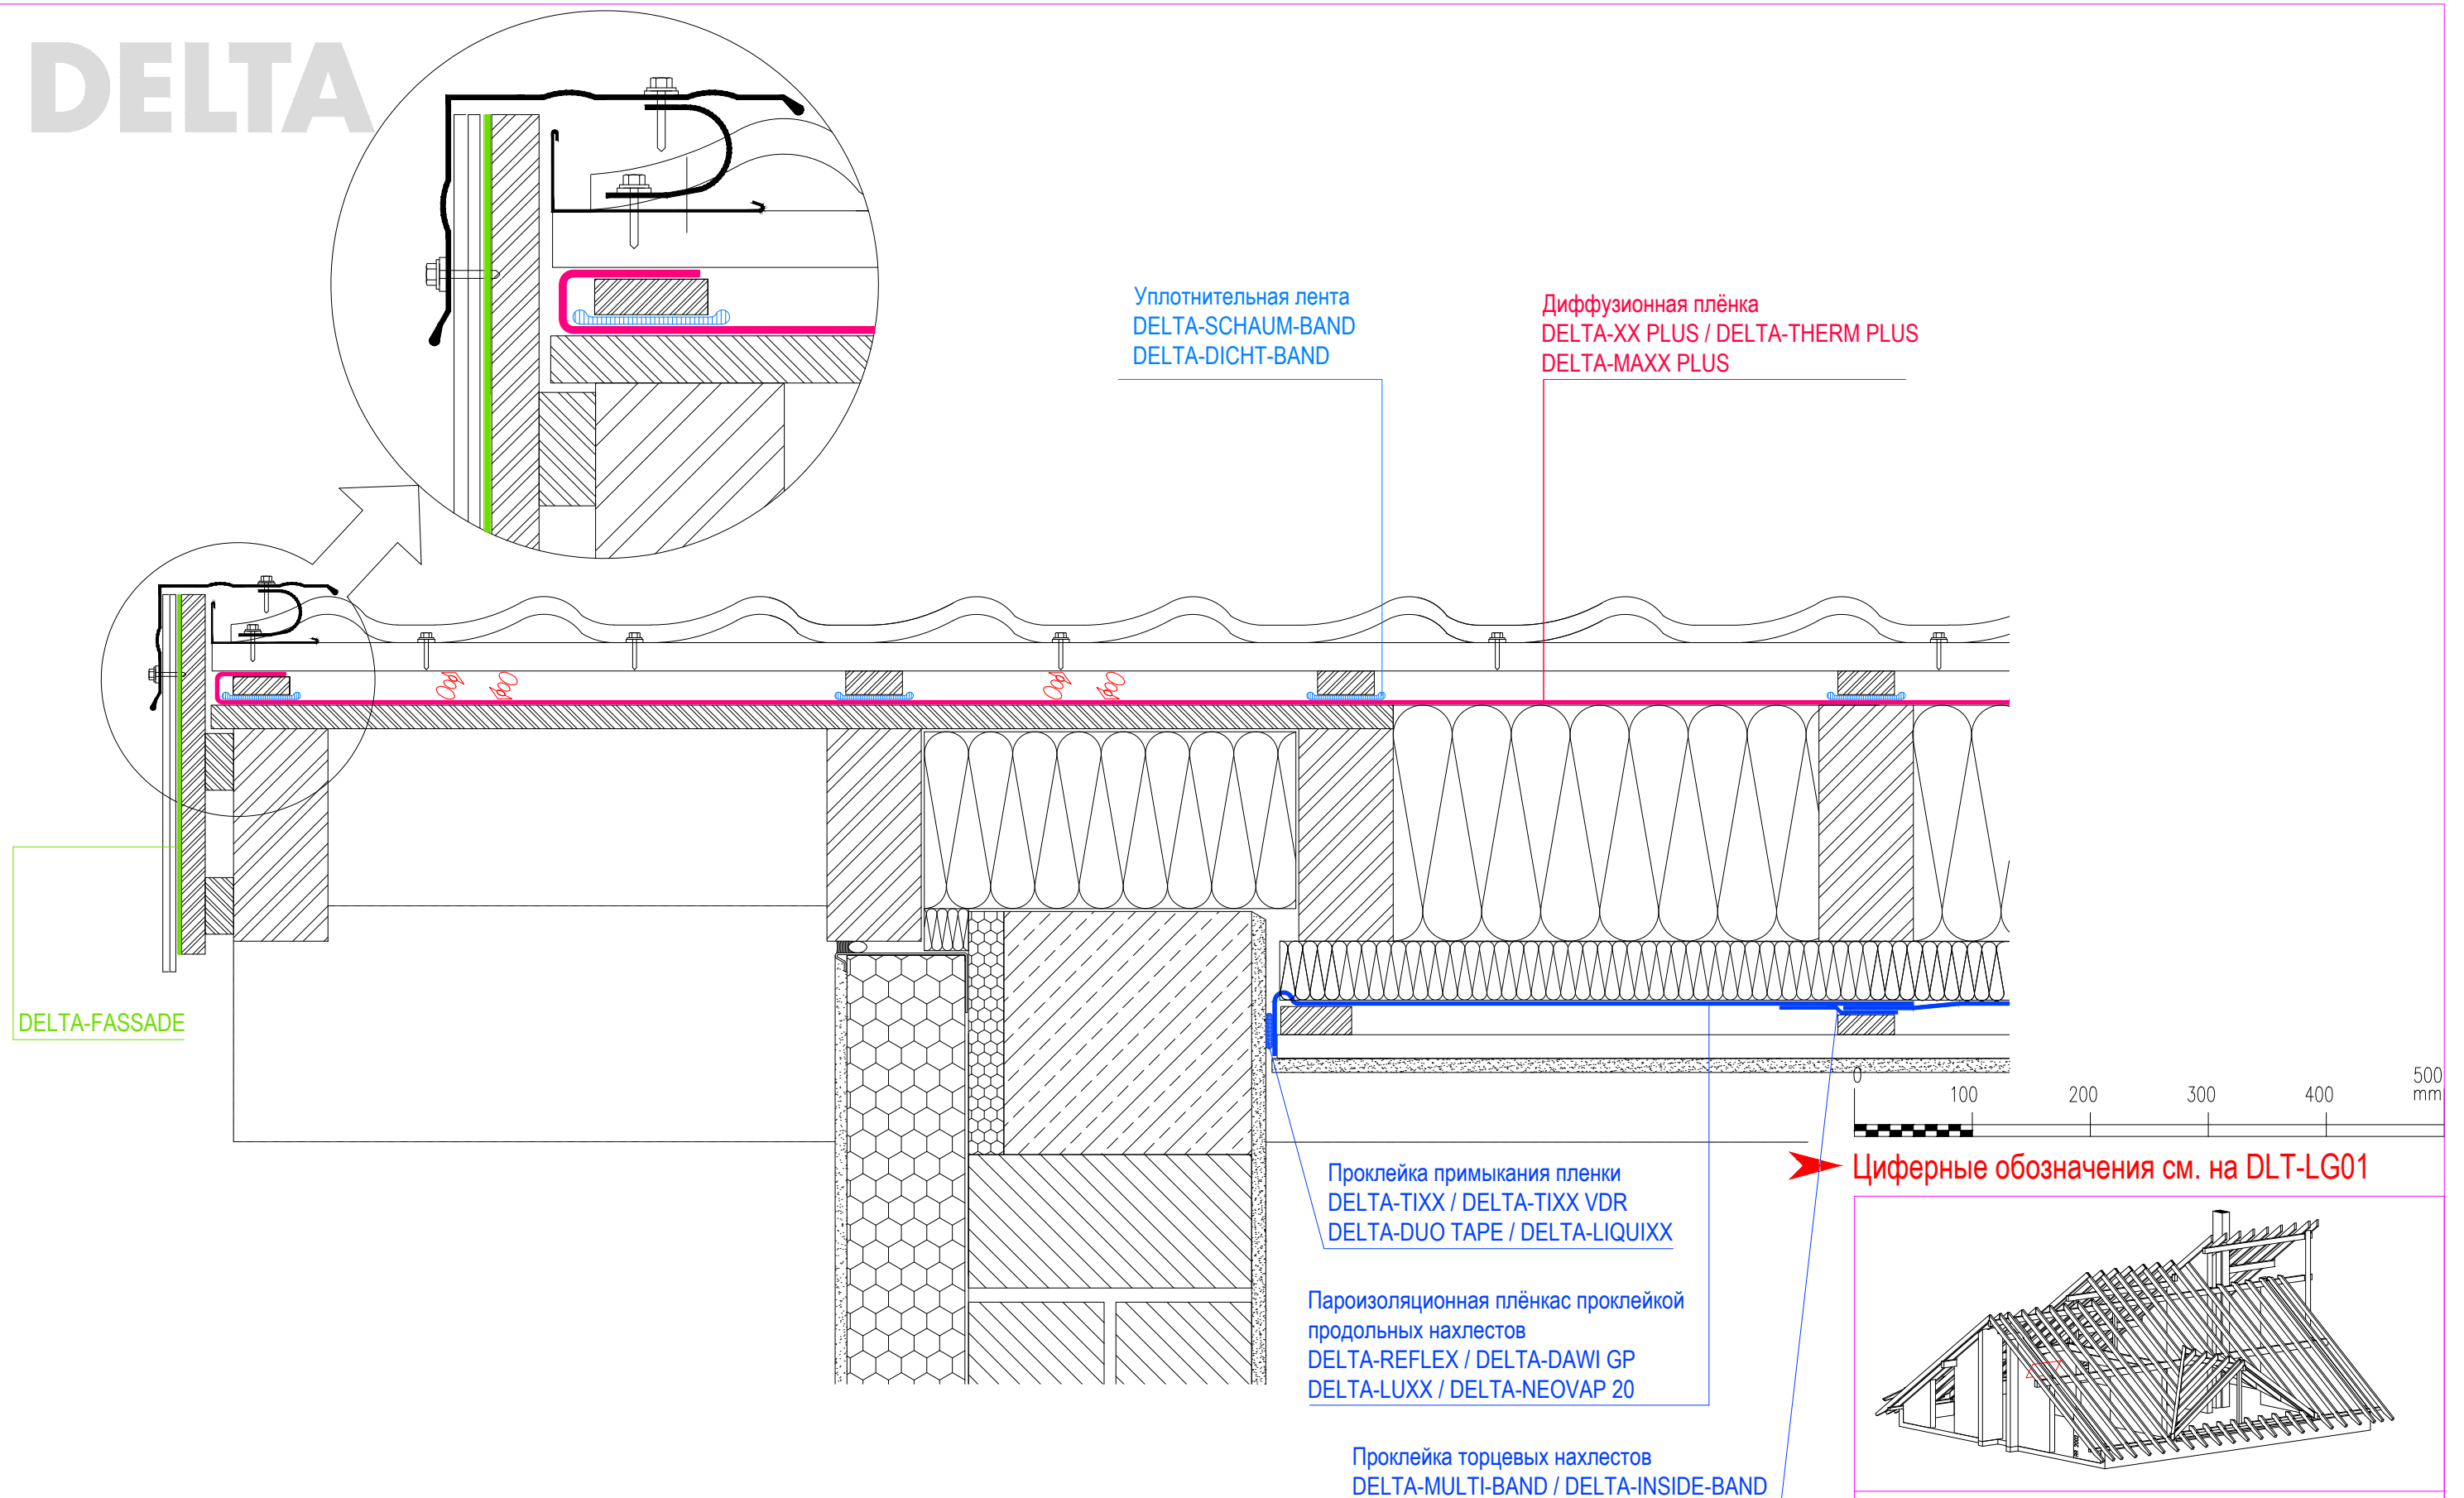 DELTA
Уплотнительная лента
DELTA-SCHAUM-BAND
DELTA-DICHT-BAND
Диффузионная плёнка
DELTA-XX PLUS / DELTA-THERM PLUS
DELTA-MAXX PLUS
DELTA-FASSADE
0
100
200
300
400
500
mm
Циферные обозначения см. на DLT-LG01
Проклейка примыкания пленки
DELTA-TIXX / DELTA-TIXX VDR
DELTA-DUO TAPE / DELTA-LIQUIXX
Пароизоляционная плёнкас проклейкой
продольных нахлестов
DELTA-REFLEX / DELTA-DAWI GP
DELTA-LUXX / DELTA-NEOVAP 20
Проклейка торцевых нахлестов
DELTA-MULTI-BAND / DELTA-INSIDE-BAND